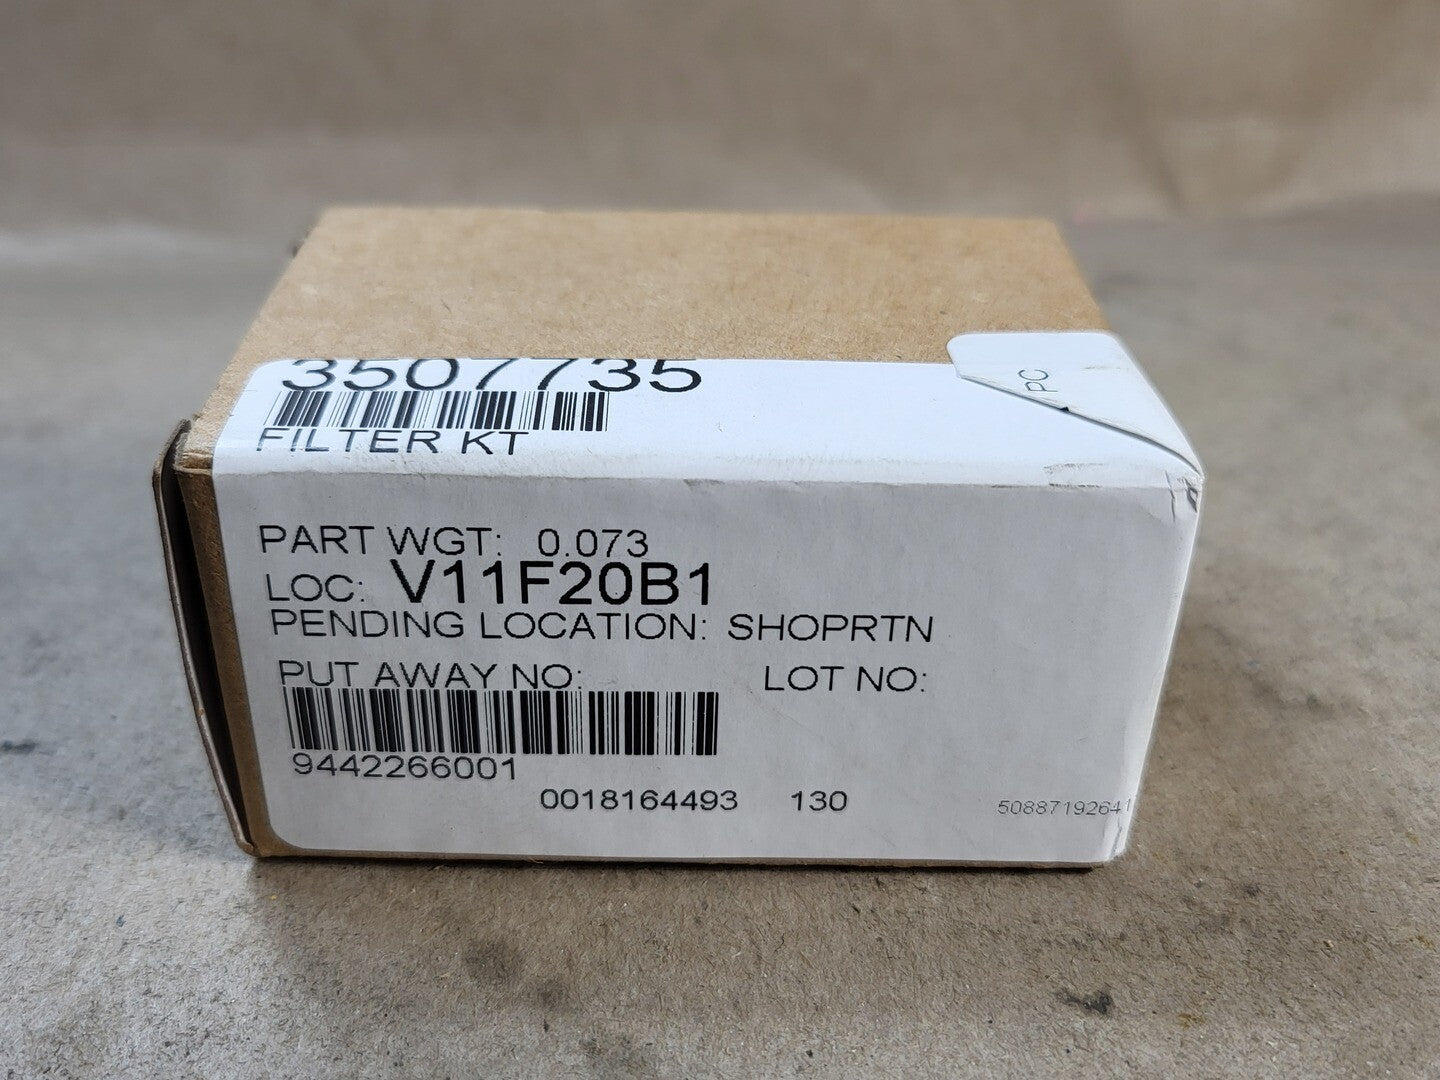 3507735
PC
FILTER KT
PART WGT: 0.073
LOC: V11F20B1
PENDING LOCATION: SHOPRTN
PUT AWAY NO: LOT NO:
9442266001
0018164493 130
50887192641